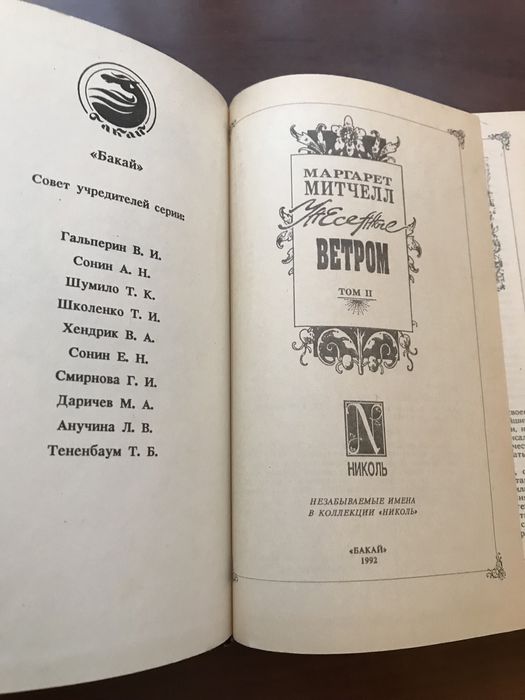 Бакай
«Бакай»
Совет учредителей серии:
Гальперин В. И.
Сонин А. Н.
Шумило Т. К.
Школенко Т. И.
Хендрик В. А.
Сонин Е. Н.
Смирнова Г. И.
Даричев М. А.
Анучина Л. В.
Тененбаум Т. Б.
МАРГАРЕТ
МИТЧЕЛЛ
УНЕСеННЫе
ВЕТРОМ
ТОМ II
N
НИКОЛЬ
НЕЗАБЫВАЕМЫЕ ИМЕНА
В КОЛЛЕКЦИИ «НИКОЛЬ»
«БАКАЙ»
1992